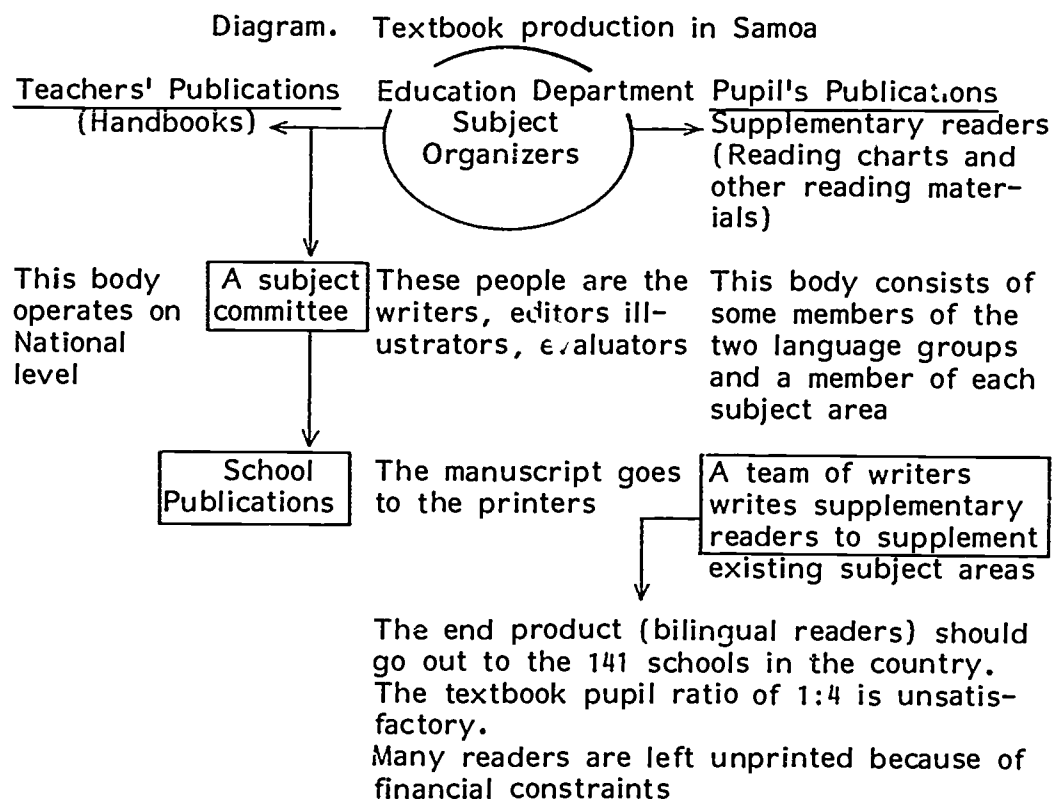 Diagram. Textbook production in Samoa
Teachers' Publications
(Handbooks)
Education Department
Subject
Organizers
Pupil's Publications
Supplementary readers
(Reading charts and
other reading mater-
ials)
This body
operates on
National
level
A subject
committee
These people are the
writers, editors ill-
ustrators, evaluators
This body consists of
some members of the
two language groups
and a member of each
subject area
School
Publications
The manuscript goes
to the printers
A team of writers
writes supplementary
readers to supplement
existing subject areas
The end product (bilingual readers) should
go out to the 141 schools in the country.
The textbook pupil ratio of 1:4 is unsatis-
factory.
Many readers are left unprinted because of
financial constraints